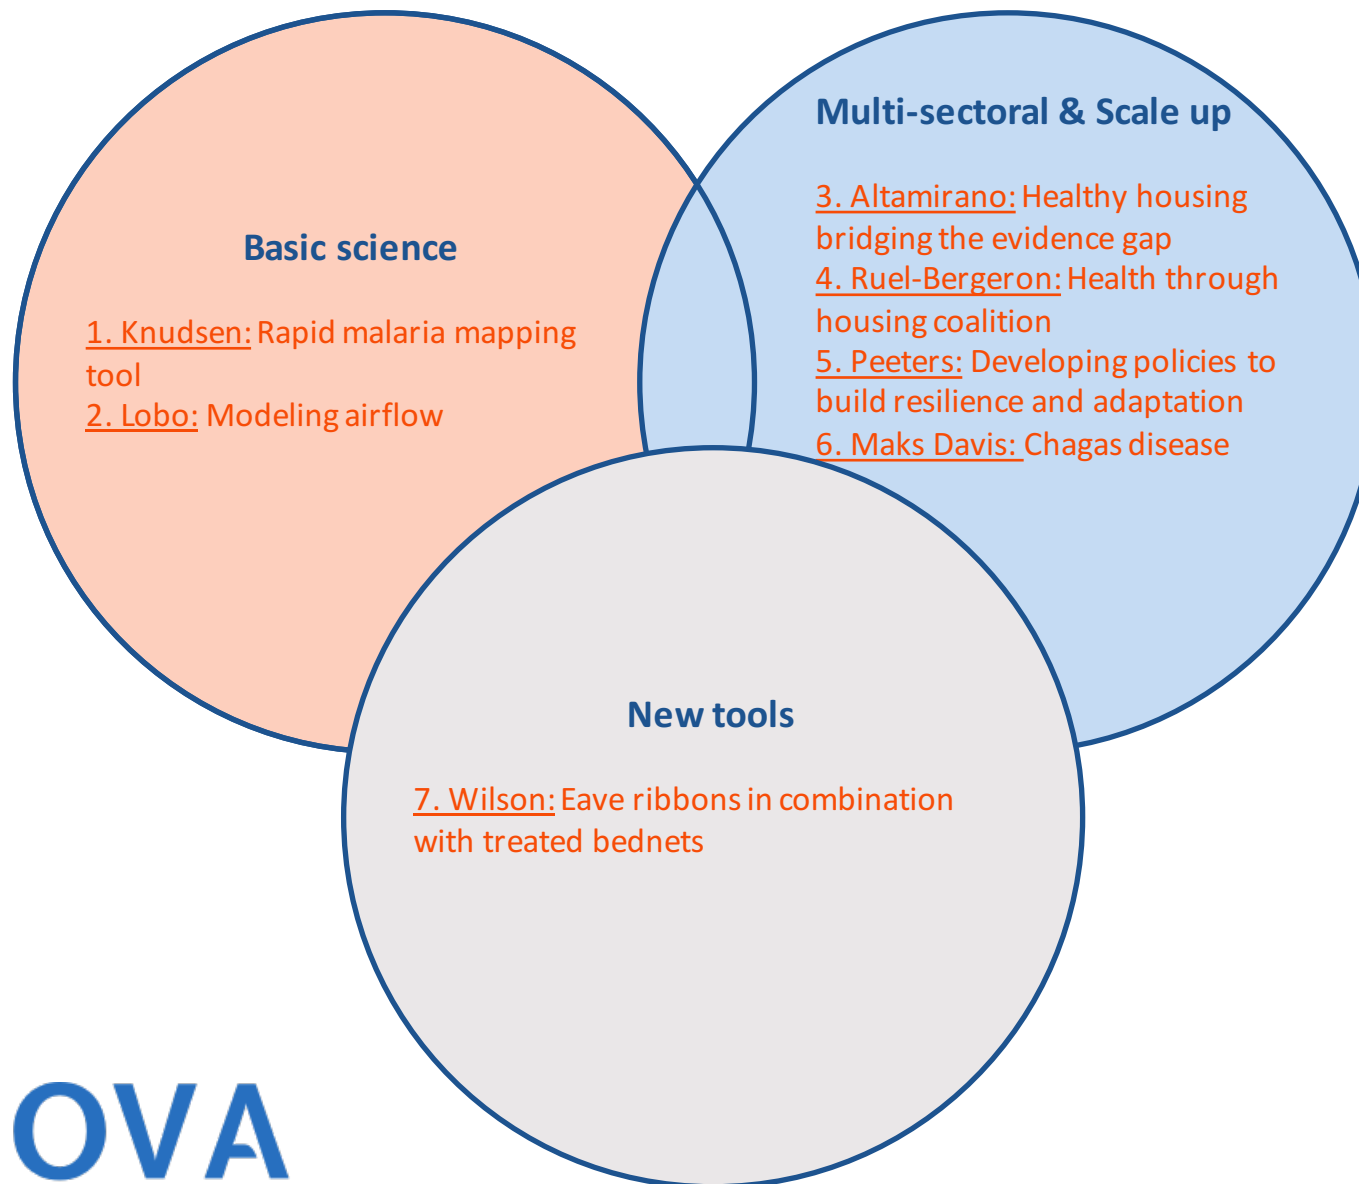 Basic science
1. Knudsen: Rapid malaria mapping
tool
2. Lobo: Modeling airflow
Multi-sectoral & Scale up
3. Altamirano: Healthy housing
bridging the evidence gap
4. Ruel-Bergeron: Health through
housing coalition
5. Peeters: Developing policies to
build resilience and adaptation
6. Maks Davis: Chagas disease
New tools
7. Wilson: Eave ribbons in combination
with treated bednets
OVA